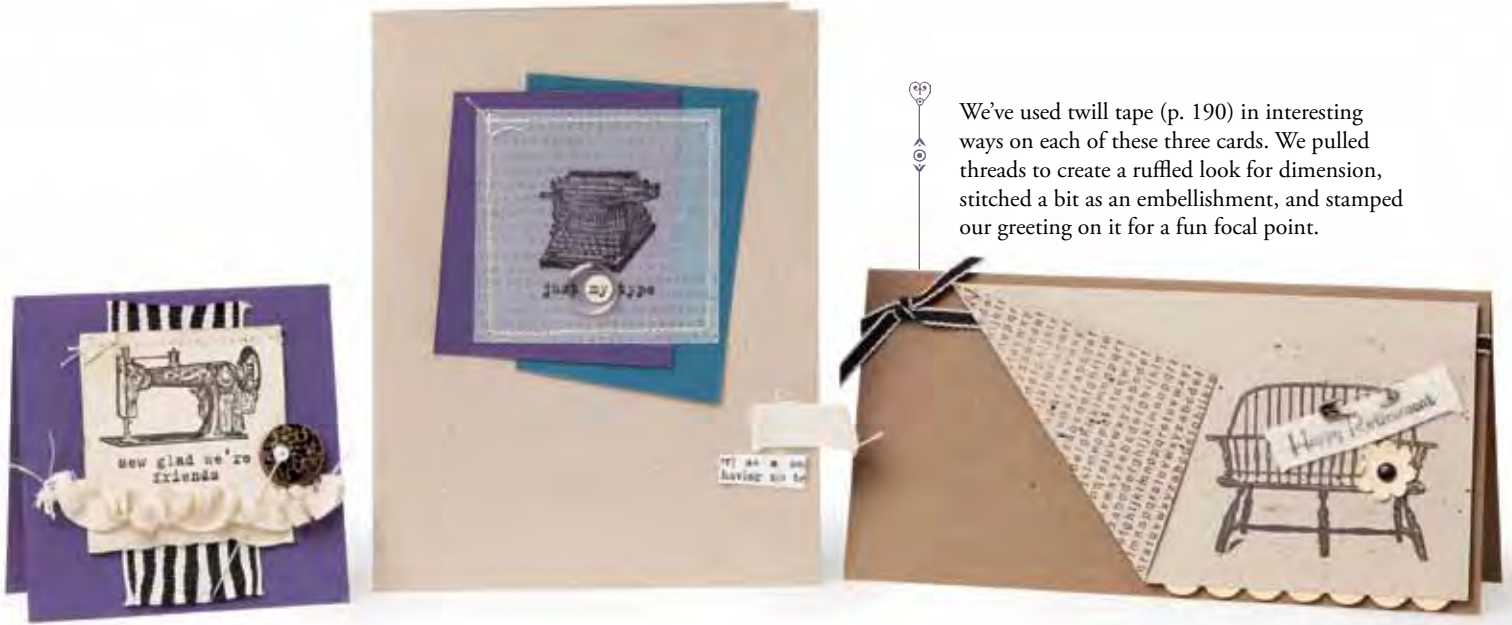 We've used twill tape (p. 190) in interesting
ways on each of these three cards. We pulled
threads to create a ruffled look for dimension,
stitched a bit as an embellishment, and stamped
our greeting on it for a fun focal point.
just my type
sew glad we're
friends
having no
Happy Retirement